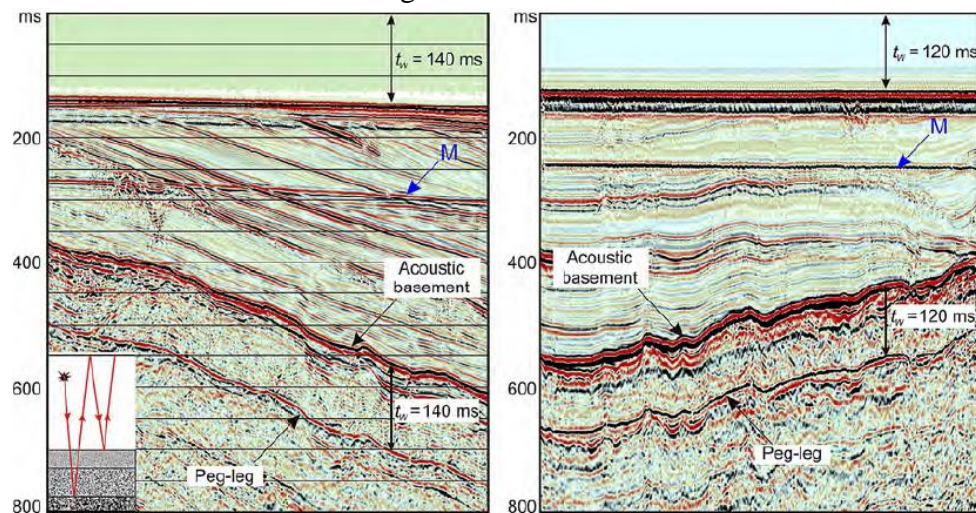 ms
ms
t_w = 140 ms
t_w = 120 ms
200
200
M
M
400
400
Acoustic
basement
Acoustic
basement
t_w = 120 ms
600
600
t_w = 140 ms
Peg-leg
Peg-leg
800
800